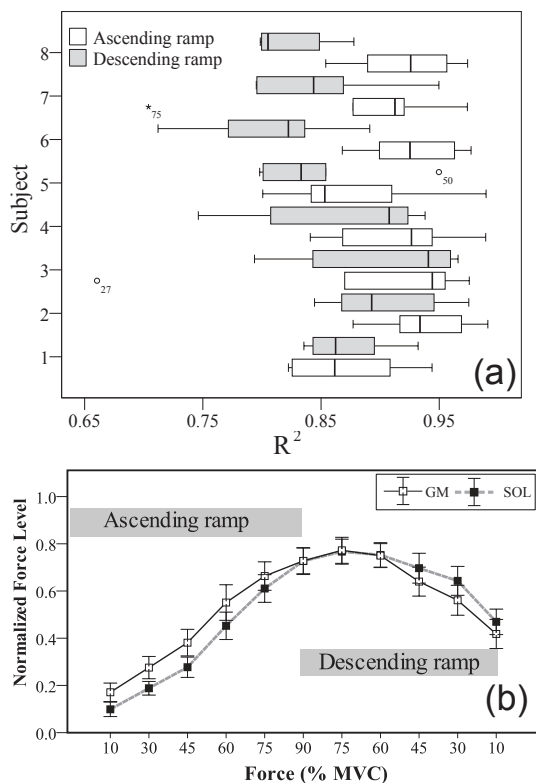 Ascending ramp
Descending ramp
8
7
6
5
4
3
2
1
Subject
*75
50
27
(a)
0.65 0.75 0.85 0.95
R²
GM SOL
1.0
0.8
0.6
0.4
0.2
0.0
Normalized Force Level
Ascending ramp
Descending ramp
(b)
10 30 45 60 75 90 75 60 45 30 10
Force (% MVC)